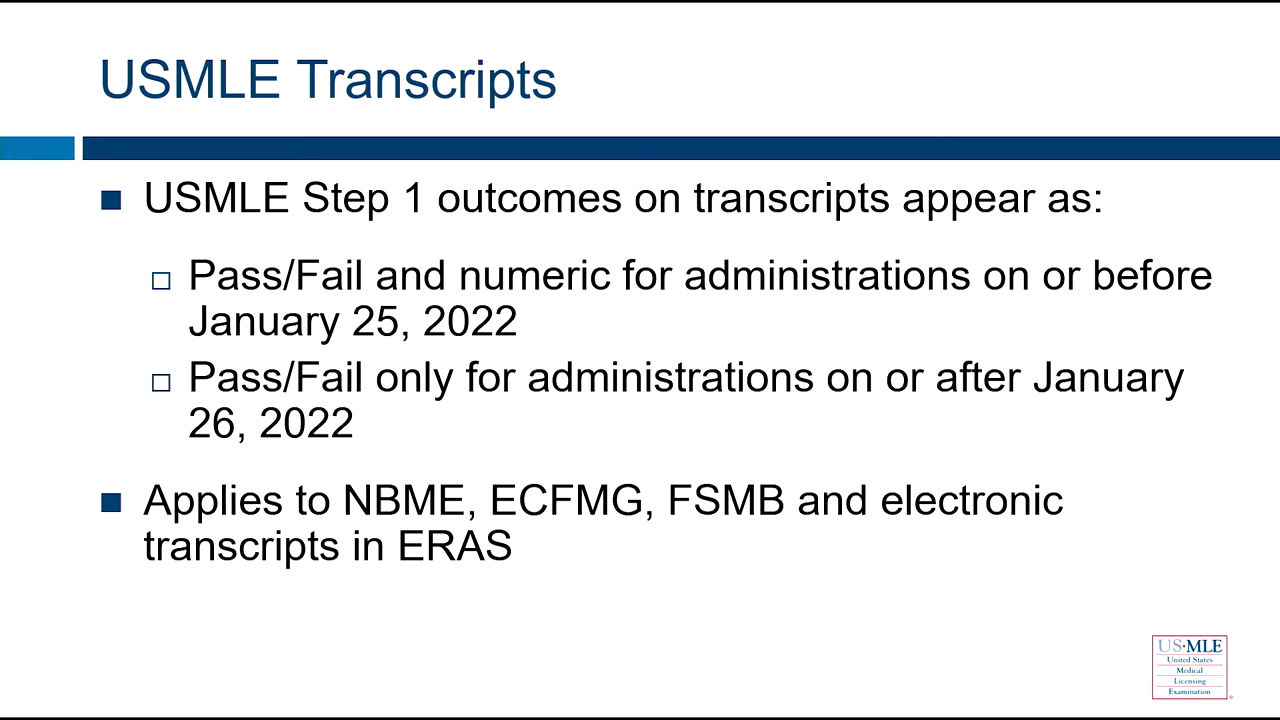 USMLE Transcripts
USMLE Step 1 outcomes on transcripts appear as:
Pass/Fail and numeric for administrations on or before
January 25, 2022
Pass/Fail only for administrations on or after January
26, 2022
Applies to NBME, ECFMG, FSMB and electronic
transcripts in ERAS
US·MLE
United States
Medical
Licensing
Examination
®